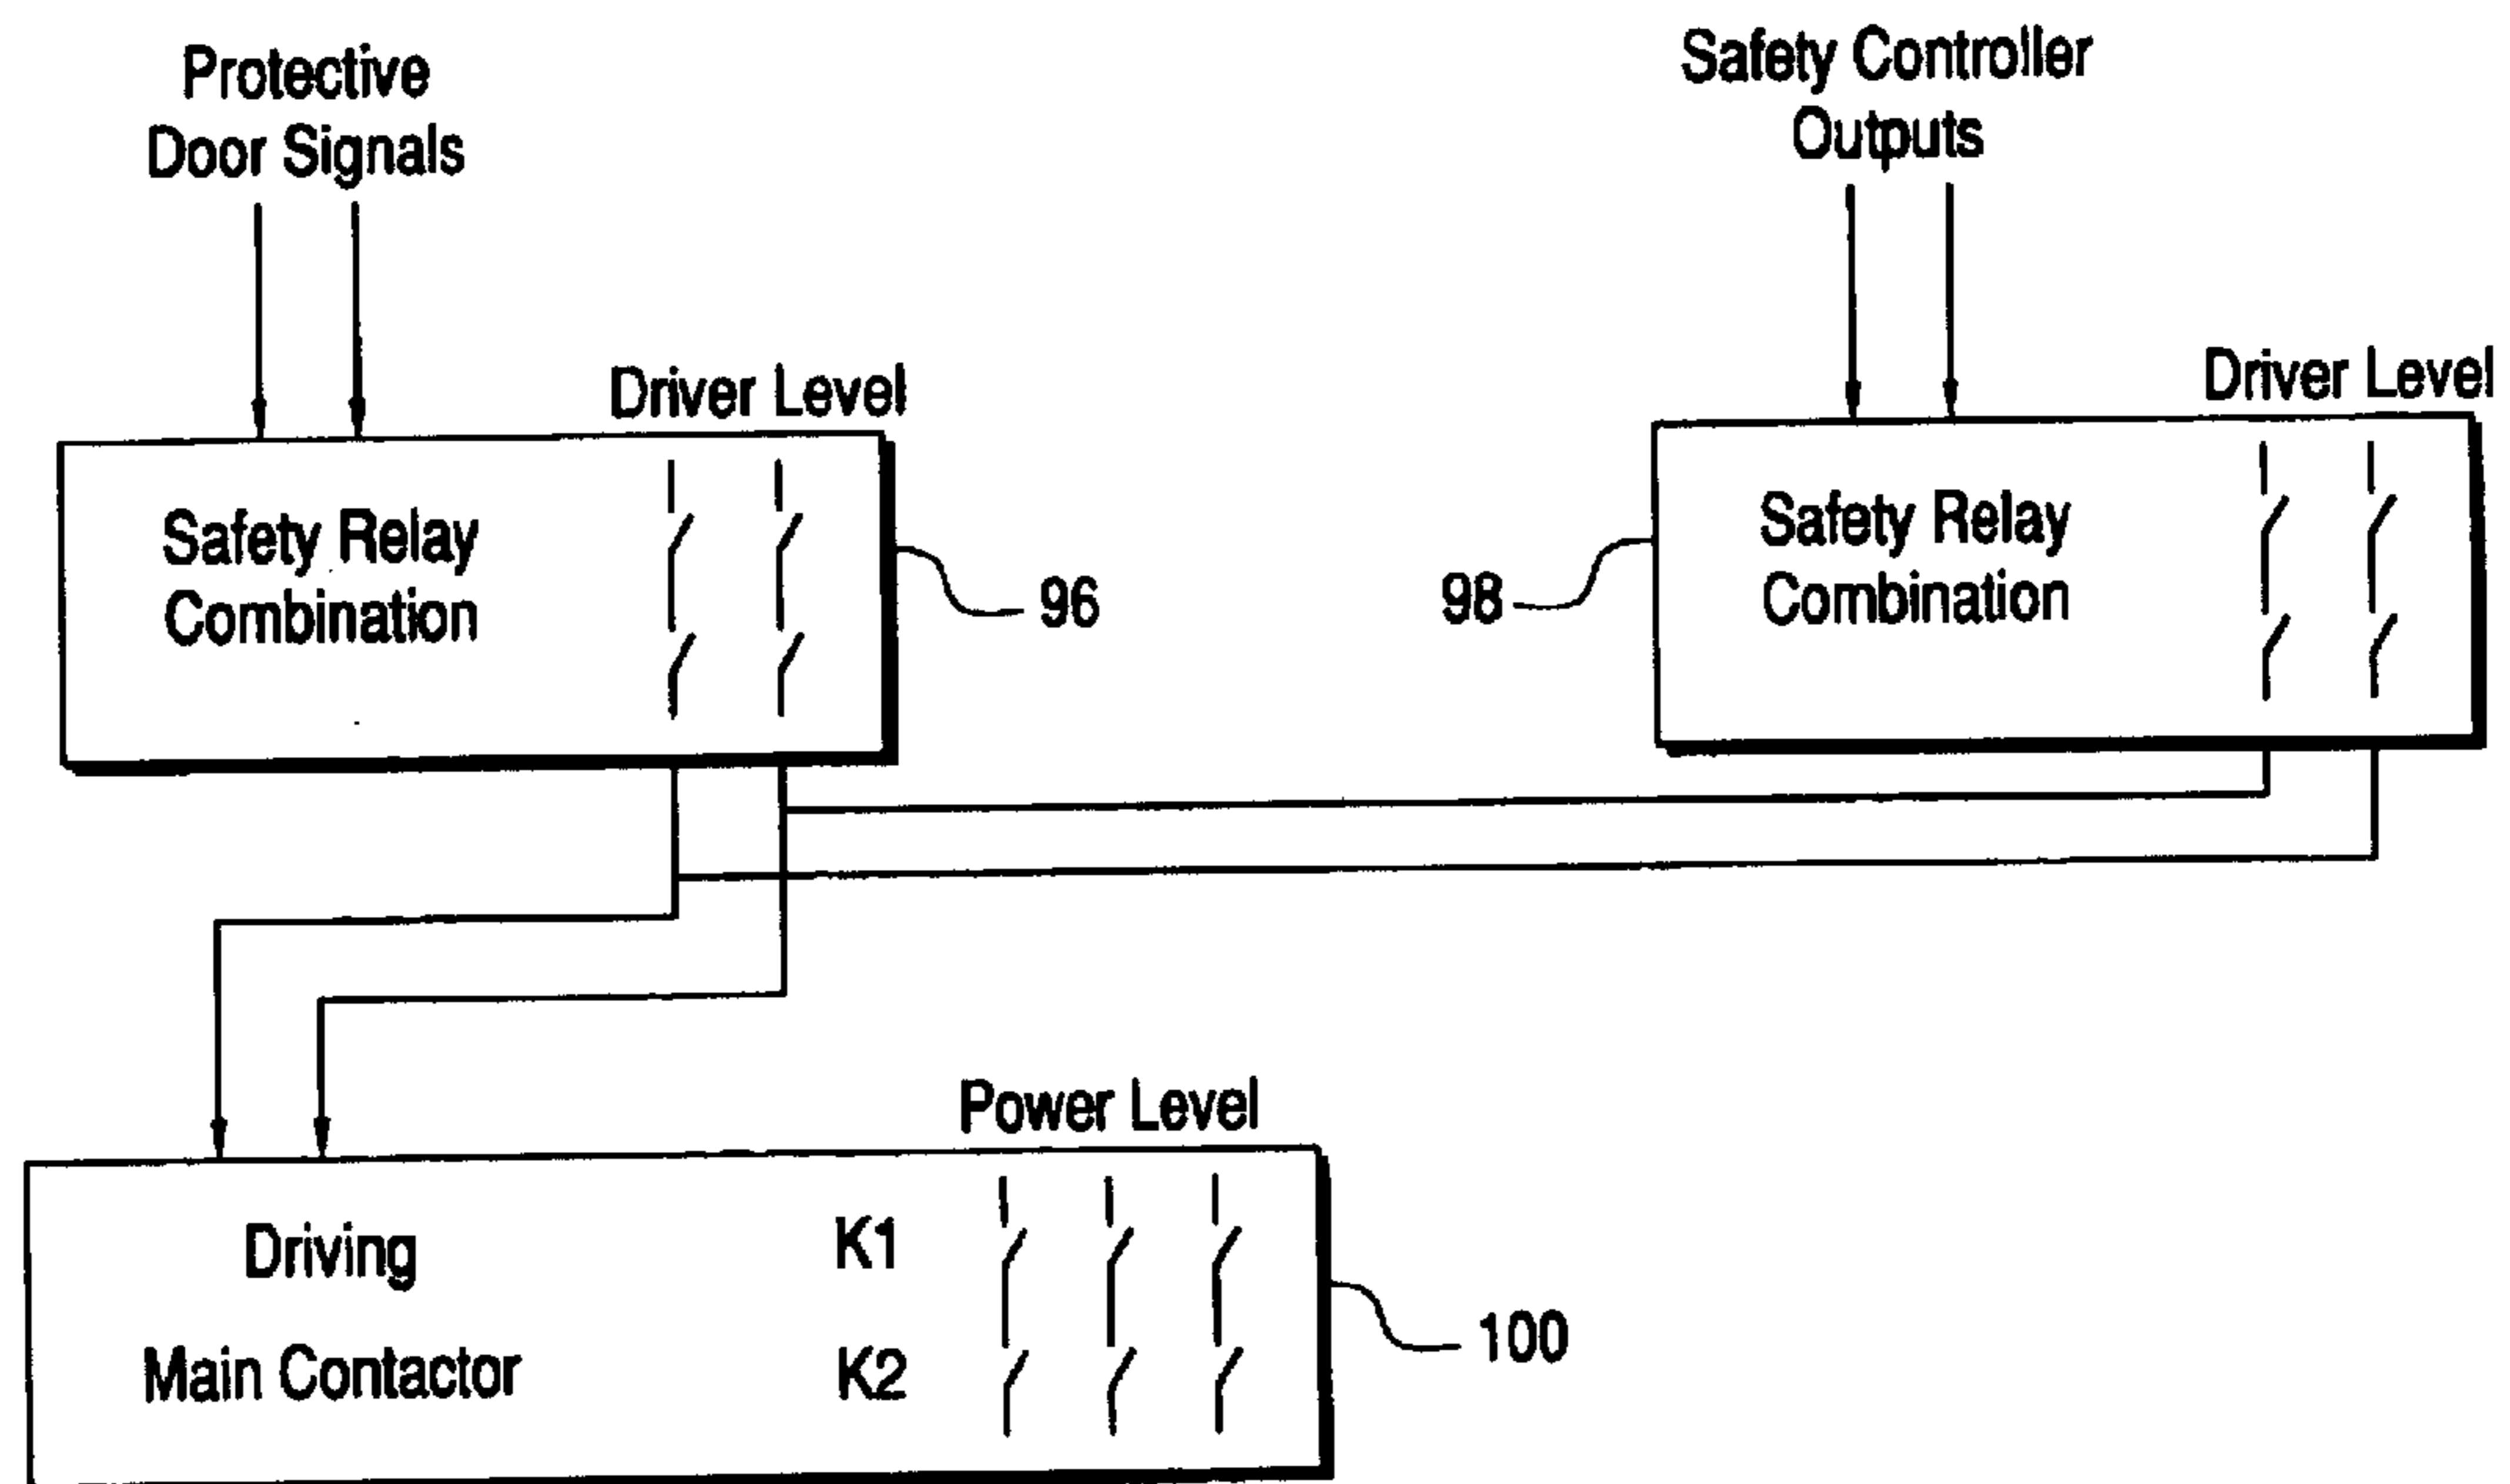 Protective
Door Signals
Safety Controller
Outputs
Driver Level
Driver Level
Safety Relay
Combination
96
98
Safety Relay
Combination
Power Level
Driving
K1
Main Contactor
K2
100